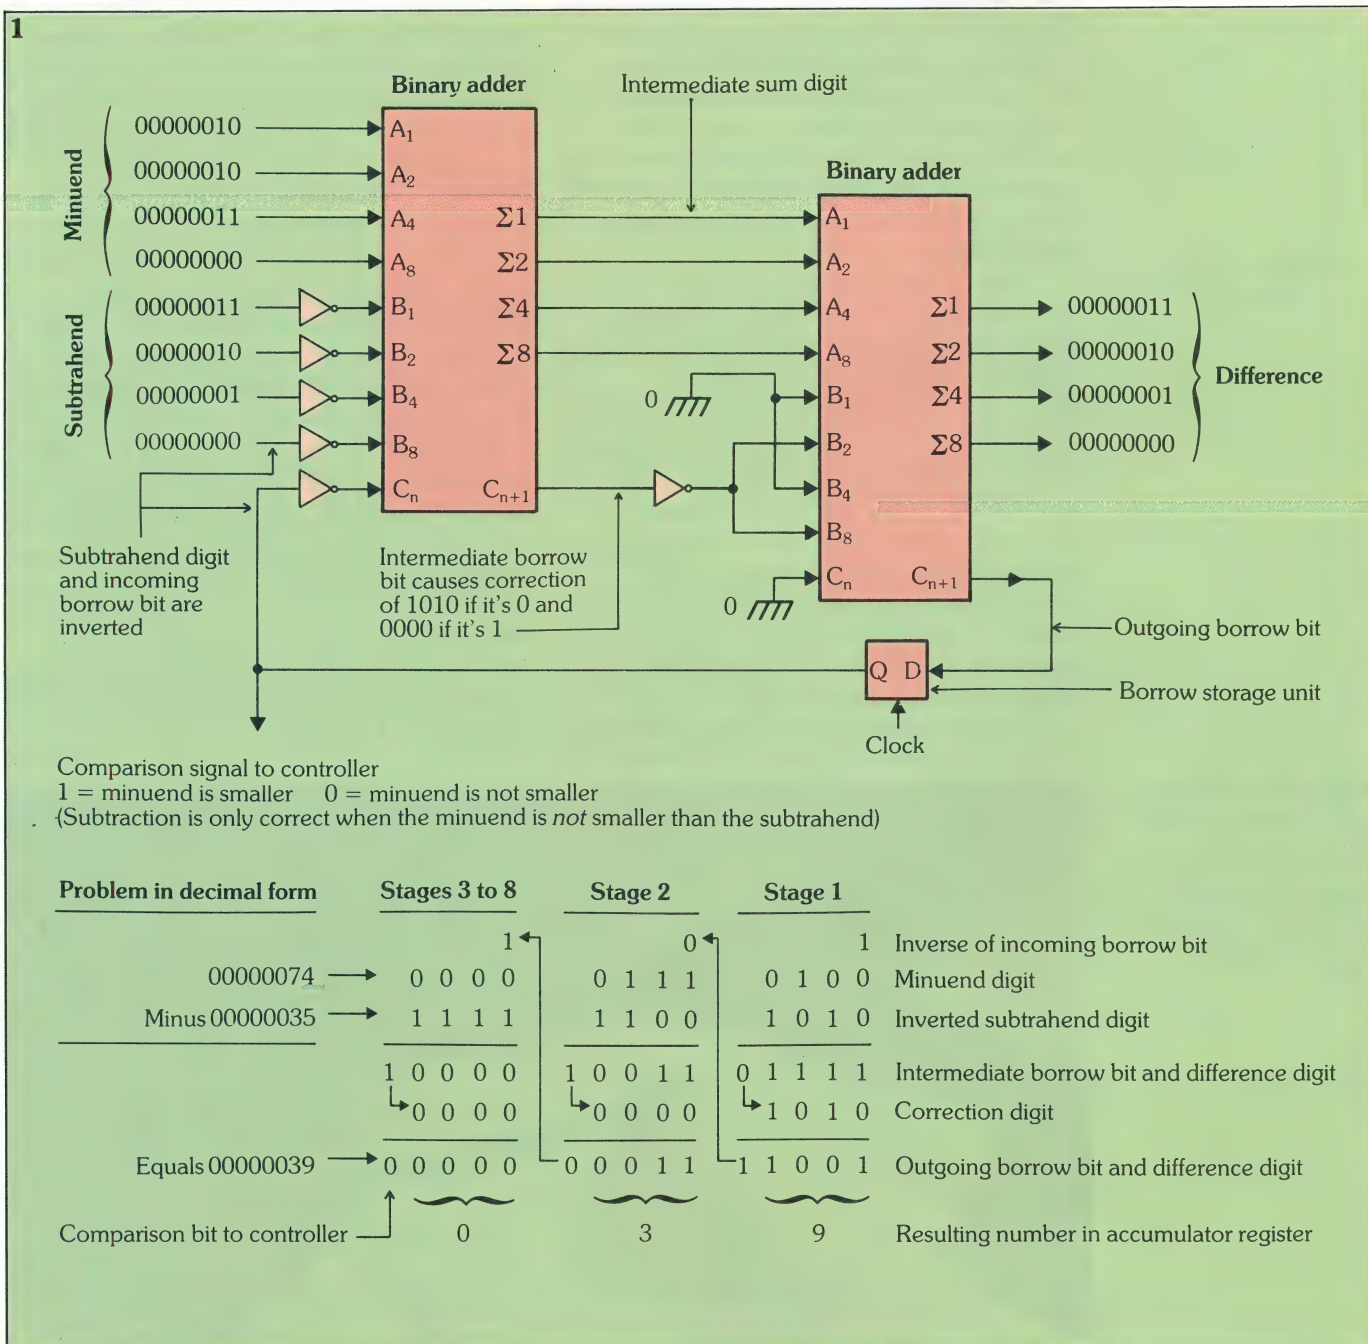 1
Binary adder
Intermediate sum digit
Minuend
00000010
00000010
00000011
00000000
A₁
A₂
A₄
A₈
Σ1
Σ2
Σ4
Σ8
Subtrahend
00000011
00000010
00000001
00000000
B₁
B₂
B₄
B₈
Cₙ
Cₙ₊₁
Binary adder
A₁
A₂
A₄
A₈
B₁
B₂
B₄
B₈
Cₙ
Cₙ₊₁
0
0
Σ1
Σ2
Σ4
Σ8
00000011
00000010
00000001
00000000
Difference
Subtrahend digit
and incoming
borrow bit are
inverted
Intermediate borrow
bit causes correction
of 1010 if it's 0 and
0000 if it's 1
Outgoing borrow bit
Q D
Borrow storage unit
Clock
Comparison signal to controller
1 = minuend is smaller 0 = minuend is not smaller
(Subtraction is only correct when the minuend is not smaller than the subtrahend)
Problem in decimal form Stages 3 to 8 Stage 2 Stage 1
1 0 1 Inverse of incoming borrow bit
00000074 0 0 0 0 0 1 1 1 0 1 0 0 Minuend digit
Minus 00000035 1 1 1 1 1 1 0 0 1 0 1 0 Inverted subtrahend digit
1 0 0 0 0 1 0 0 1 1 0 1 1 1 1 Intermediate borrow bit and difference digit
0 0 0 0 0 0 0 0 1 0 1 0 Correction digit
Equals 00000039 0 0 0 0 0 0 0 0 1 1 1 1 0 0 1 Outgoing borrow bit and difference digit
Comparison bit to controller 0 3 9 Resulting number in accumulator register